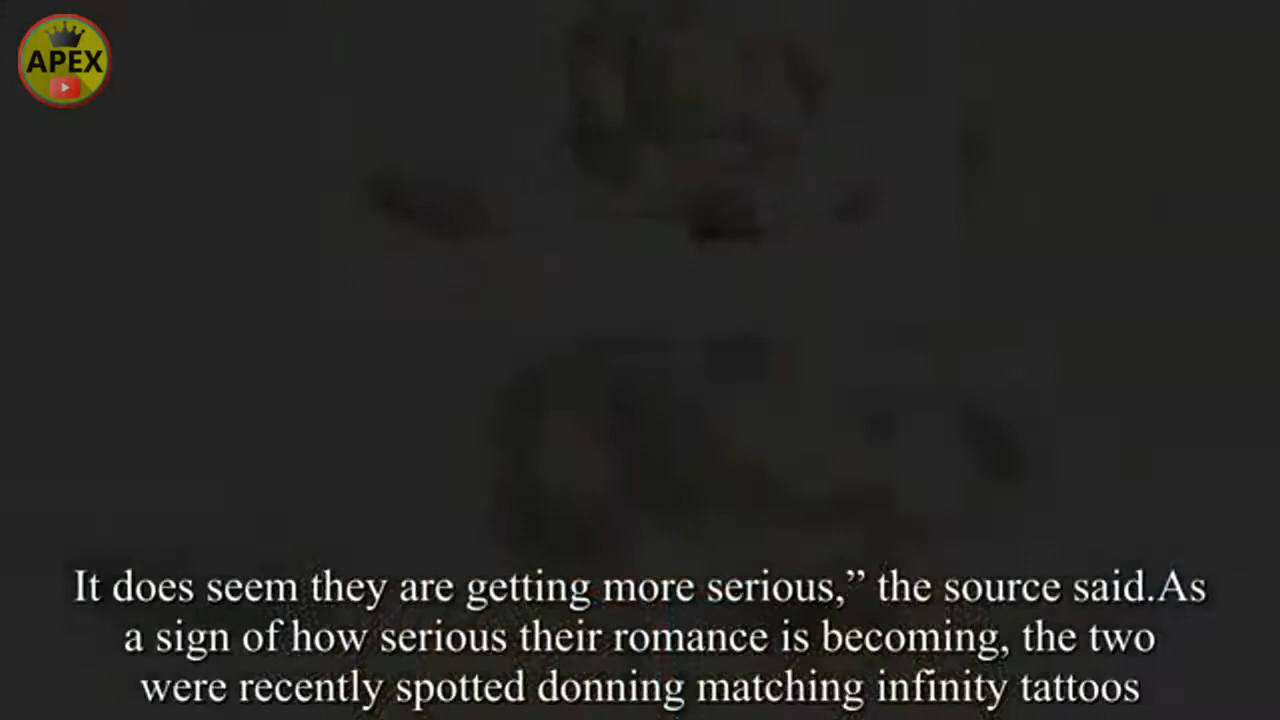 APEX
It does seem they are getting more serious,” the source said.As
a sign of how serious their romance is becoming, the two
were recently spotted donning matching infinity tattoos